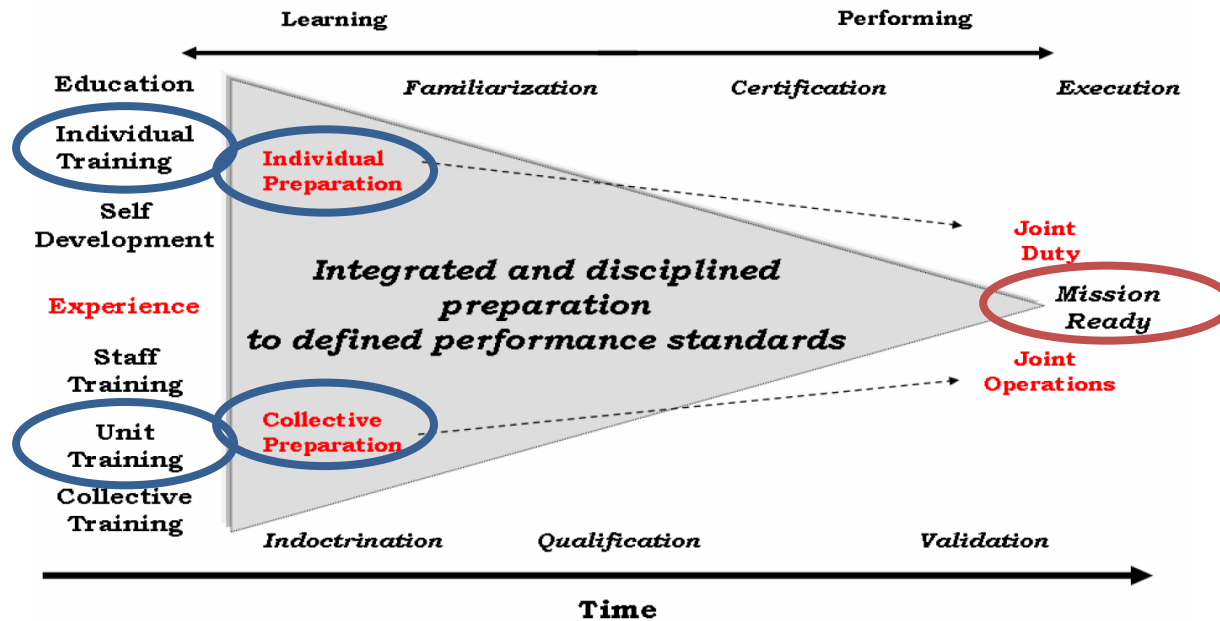 Learning
Performing
Education
Familiarization
Certification
Execution
Individual
Training
Individual
Preparation
Self
Development
Joint
Duty
Integrated and disciplined
preparation
to defined performance standards
Experience
Mission
Ready
Staff
Training
Joint
Operations
Unit
Training
Collective
Preparation
Collective
Training
Indoctrination
Qualification
Validation
Time